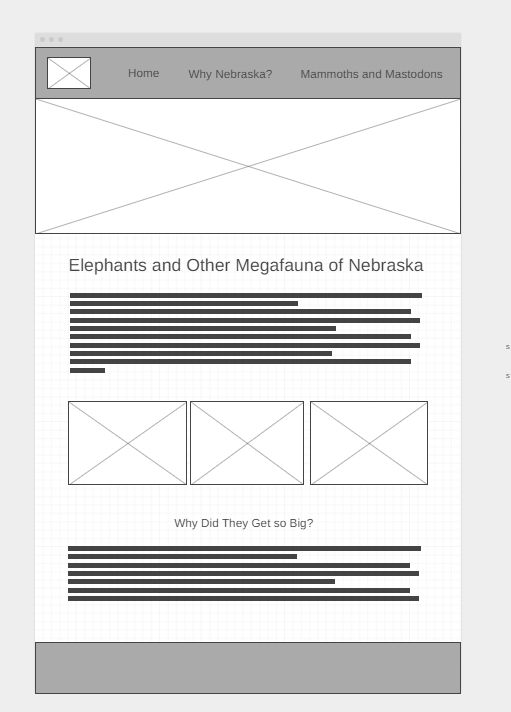 Home
Why Nebraska?
Mammoths and Mastodons
Elephants and Other Megafauna of Nebraska
s
s
Why Did They Get so Big?